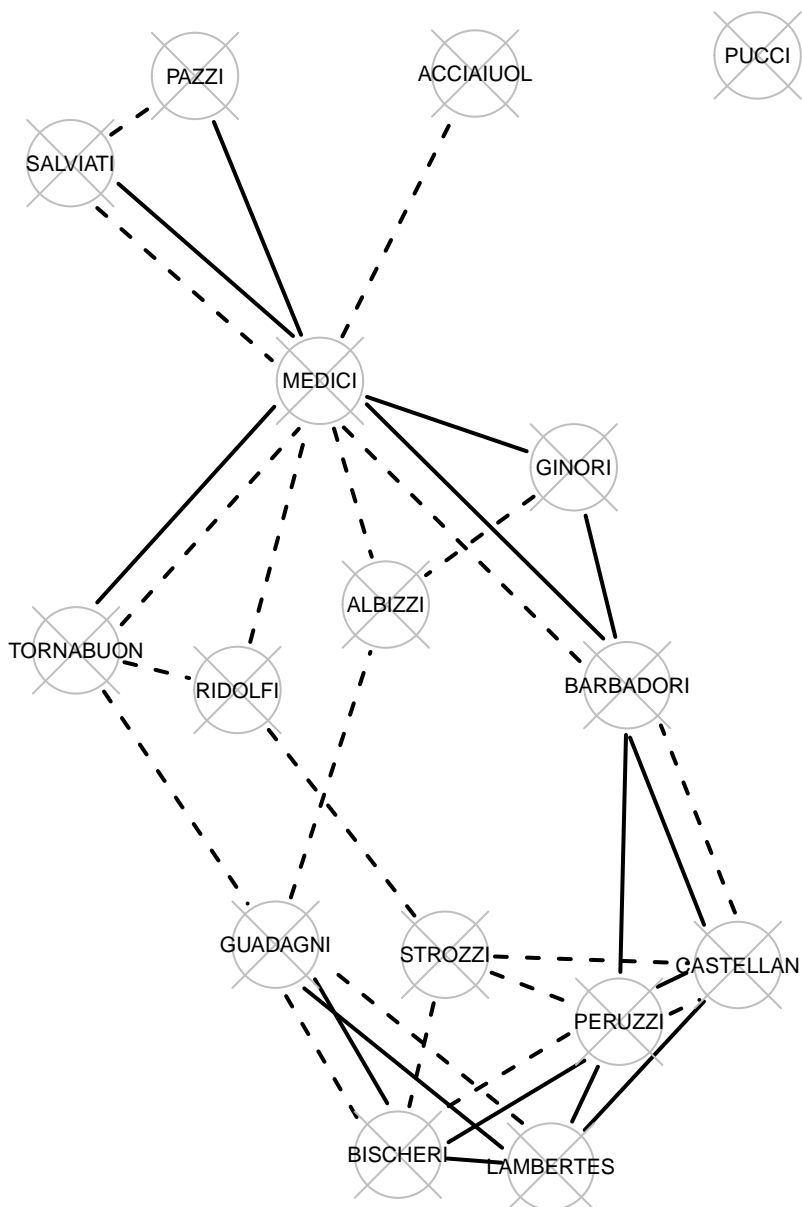 PUCCI
ACCIAIUOL
PAZZI
SALVIATI
MEDICI
GINORI
ALBIZZI
TORNABUON
RIDOLFI
BARBADORI
GUADAGNI
STROZZI
CASTELLAN
PERUZZI
BISCHERI
LAMBERTES